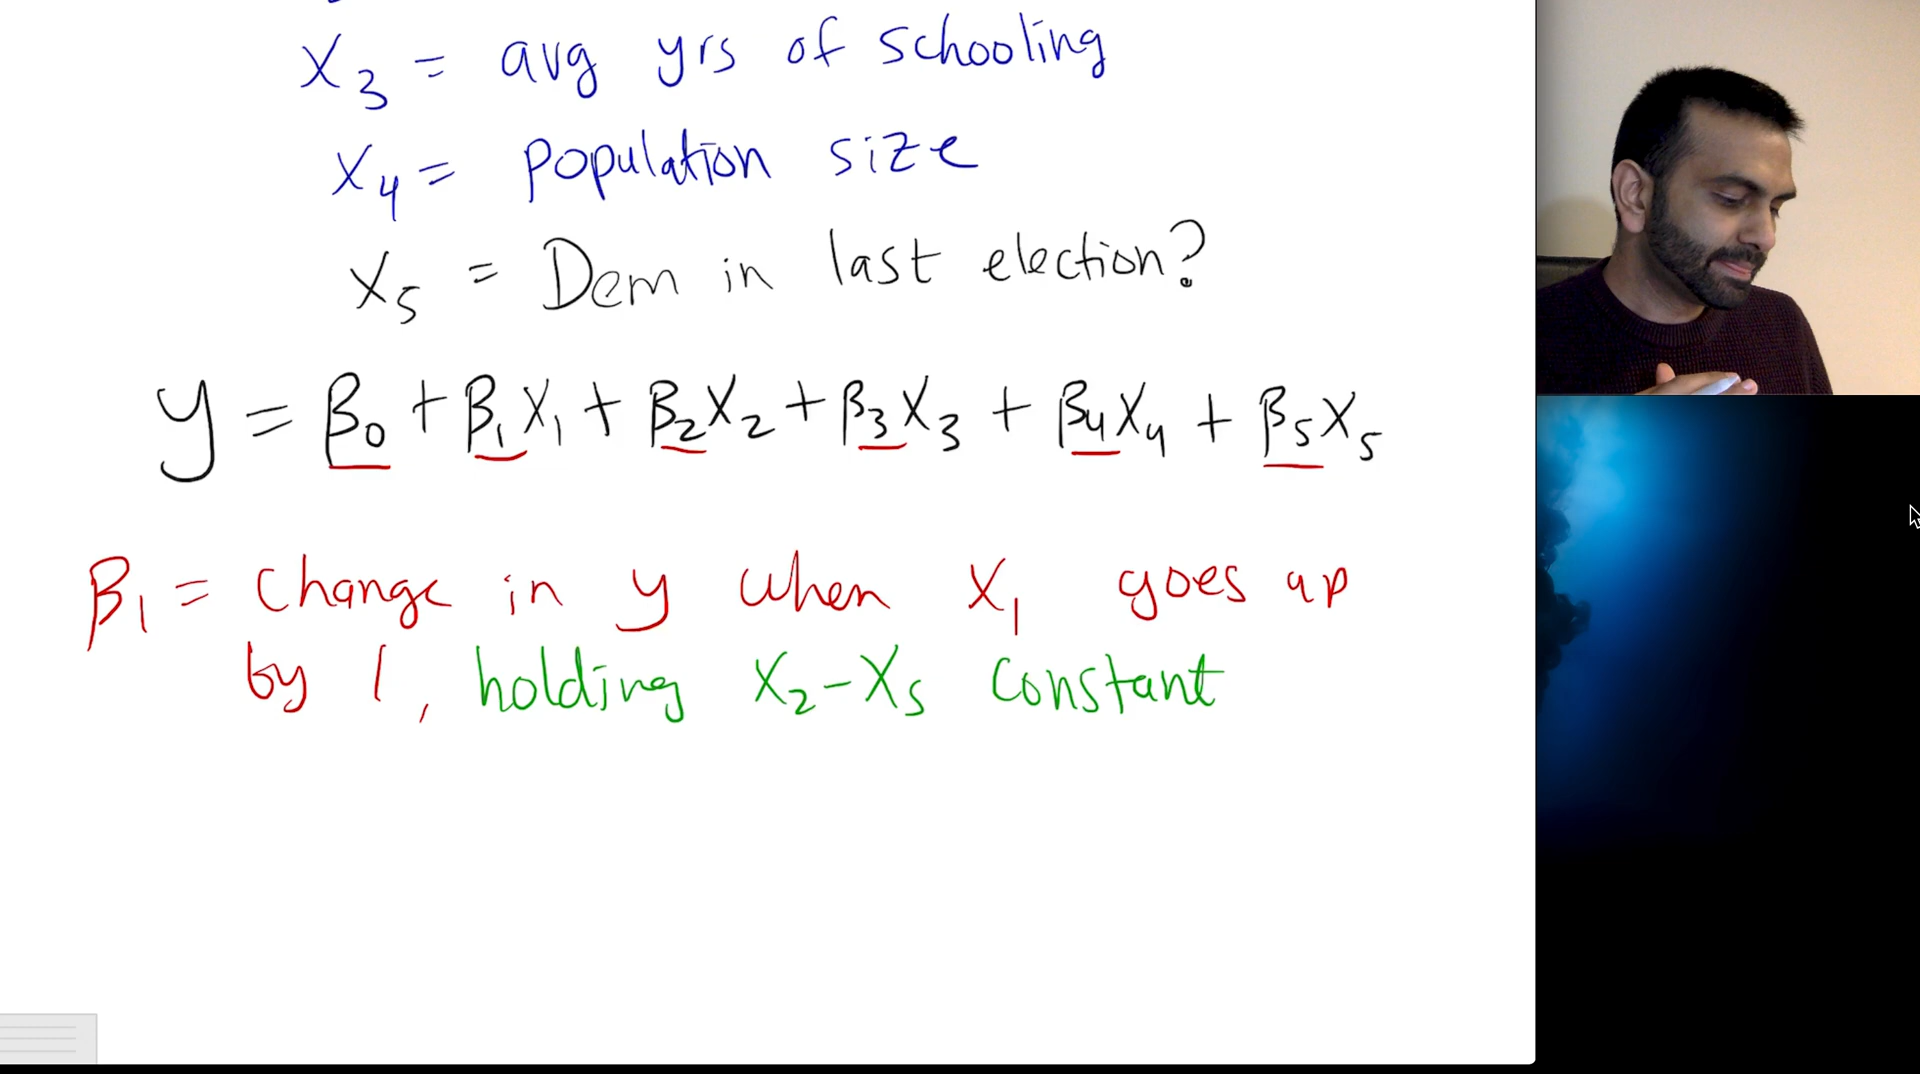 X₃ = avg yrs of schooling
X₄ = population size
X₅ = Dem in last election?
y = β₀ + β₁X₁ + β₂X₂ + β₃X₃ + β₄X₄ + β₅X₅
β₁ = Change in y when X₁ goes up
by 1, holding X₂-X₅ constant